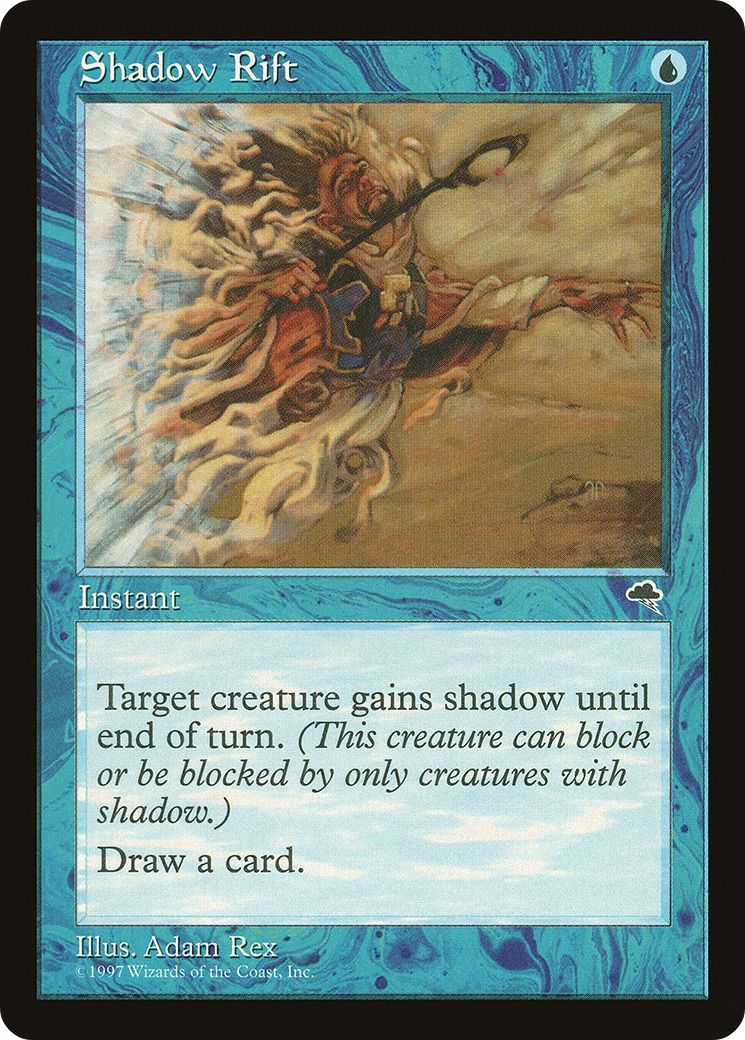 Shadow Rift
Instant
Target creature gains shadow until
end of turn. (This creature can block
or be blocked by only creatures with
shadow.)
Draw a card.
Illus. Adam Rex
©1997 Wizards of the Coast, Inc.